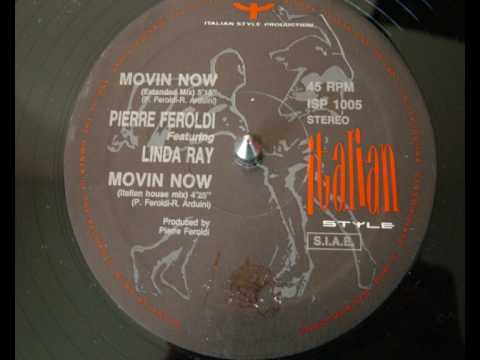 ITALIAN STYLE PRODUCTION
MOVIN NOW
(Extended Mix) 5'15"
(P. Feroldi-R. Arduini)
PIERRE FEROLDI
Featuring
LINDA RAY
MOVIN NOW
(Italian house mix) 4'25"
(P. Feroldi-R. Arduini)
Produced by
Pierre Feroldi
45 RPM
ISP 1005
STEREO
italian
STYLE
S.I.A.E.